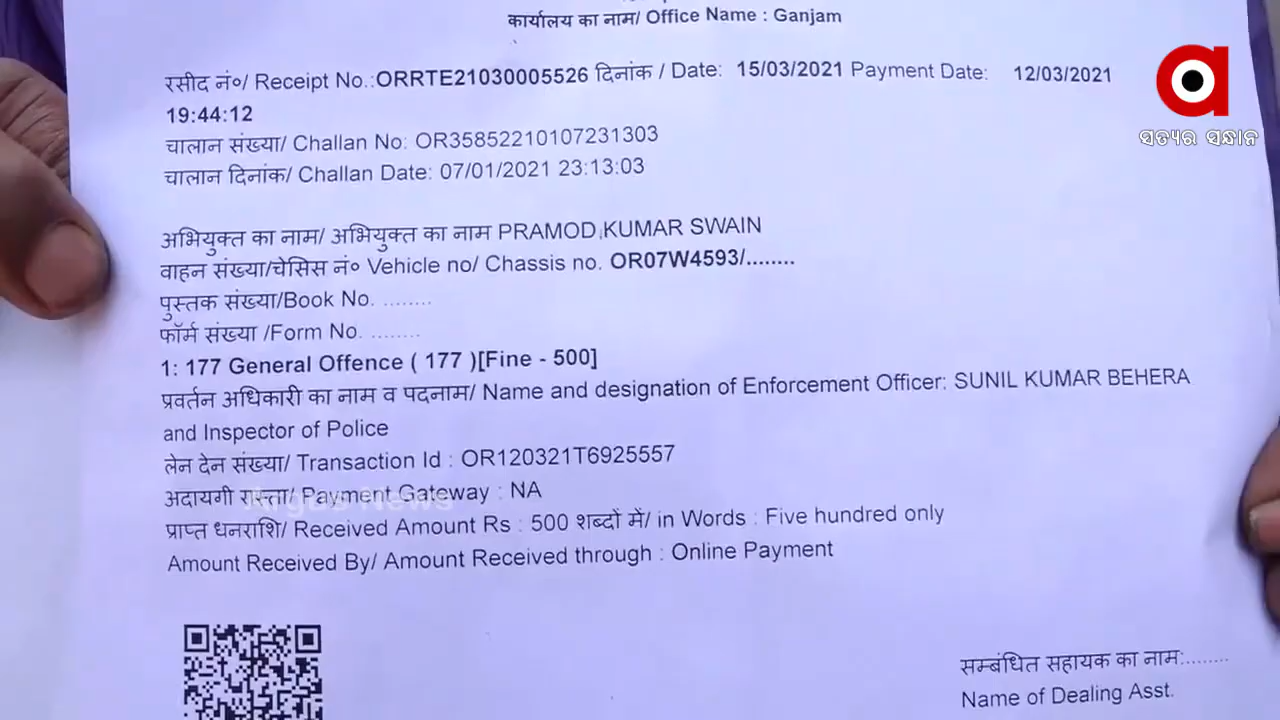 कार्यालय का नाम/ Office Name : Ganjam
रसीद नं०/ Receipt No.:ORRTE21030005526 दिनांक / Date: 15/03/2021 Payment Date: 12/03/2021
19:44:12
चालान संख्या/ Challan No: OR35852210107231303
चालान दिनांक/ Challan Date: 07/01/2021 23:13:03
अभियुक्त का नाम/ अभियुक्त का नाम PRAMOD KUMAR SWAIN
वाहन संख्या/चेसिस नं० Vehicle no/ Chassis no. OR07W4593/........
पुस्तक संख्या/Book No. ........
फॉर्म संख्या /Form No. ........
1: 177 General Offence ( 177 )[Fine - 500]
प्रवर्तन अधिकारी का नाम व पदनाम/ Name and designation of Enforcement Officer: SUNIL KUMAR BEHERA
and Inspector of Police
लेन देन संख्या/ Transaction Id : OR120321T6925557
अदायगी रास्ता/ Payment Gateway : NA
प्राप्त धनराशि/ Received Amount Rs : 500 शब्दों में/ in Words : Five hundred only
Amount Received By/ Amount Received through : Online Payment
सम्बंधित सहायक का नाम:........
Name of Dealing Asst.
a
ସତ୍ୟର ସନ୍ଧାନ
Argus News